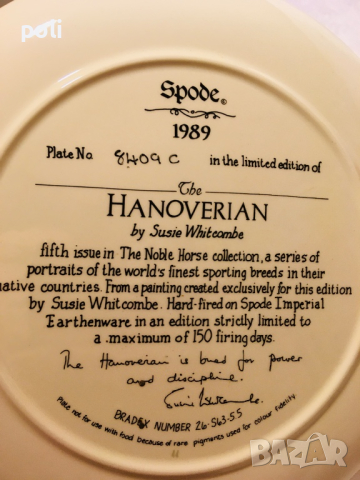 poli
Spode®
1989
Plate No. 8409 C in the limited edition of
The
HANOVERIAN
by Susie Whitcombe
fifth issue in The Noble Horse collection, a series of
portraits of the world's finest sporting breeds in their
native countries. From a painting created exclusively for this edition
by Susie Whitcombe. Hard-fired on Spode Imperial
Earthenware in an edition strictly limited to
a maximum of 150 firing days.
The Hanoverian is bred for power
and discipline.
Susie Whitcombe.
Plate not for use with food because of rare pigments used for colour fidelity.
BRADEX NUMBER 26-S63-5.5
BAZAR
.bg